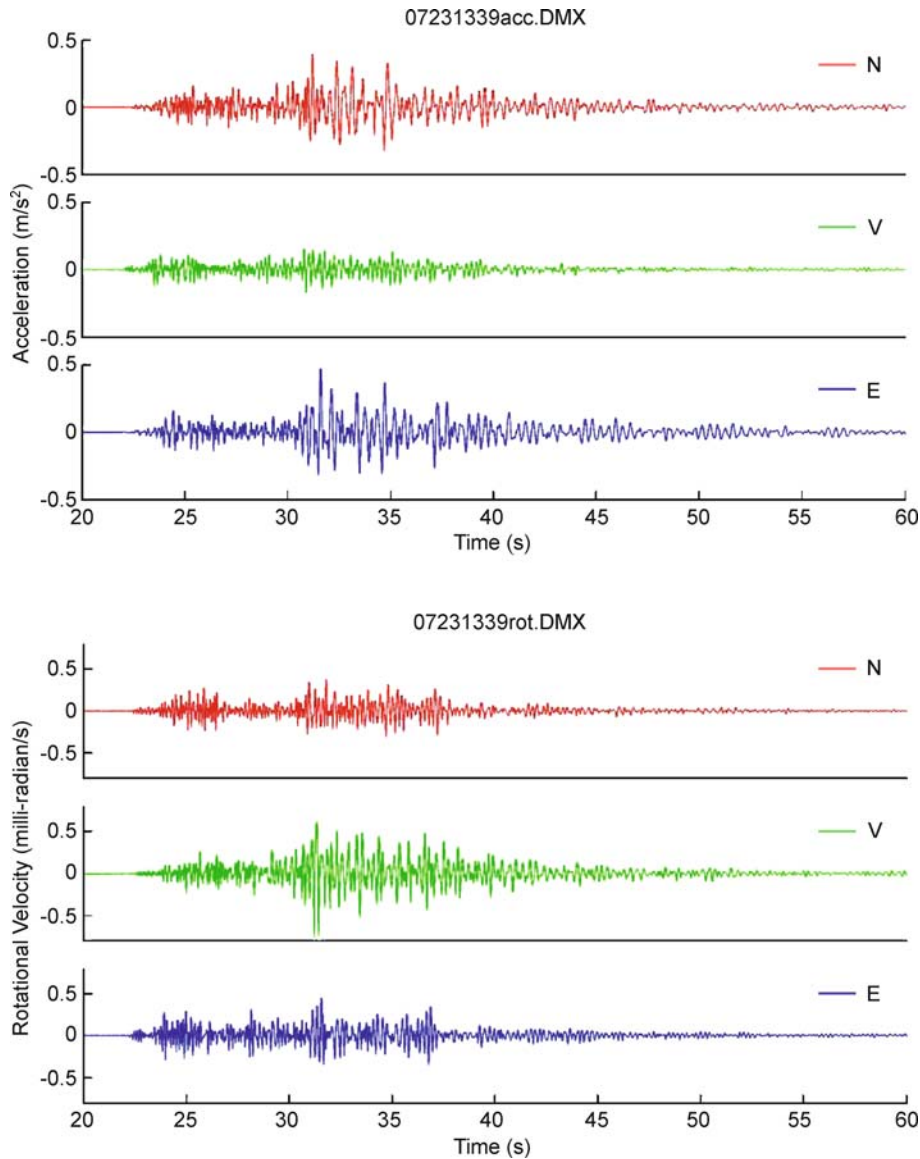 07231339acc.DMX
0.5
N
0
-0.5
0.5
V
0
-0.5
0.5
E
0
-0.5
Acceleration (m/s²)
20 25 30 35 40 45 50 55 60
Time (s)
07231339rot.DMX
0.5
N
0
-0.5
0.5
V
0
-0.5
0.5
E
0
-0.5
Rotational Velocity (milli-radian/s)
20 25 30 35 40 45 50 55 60
Time (s)